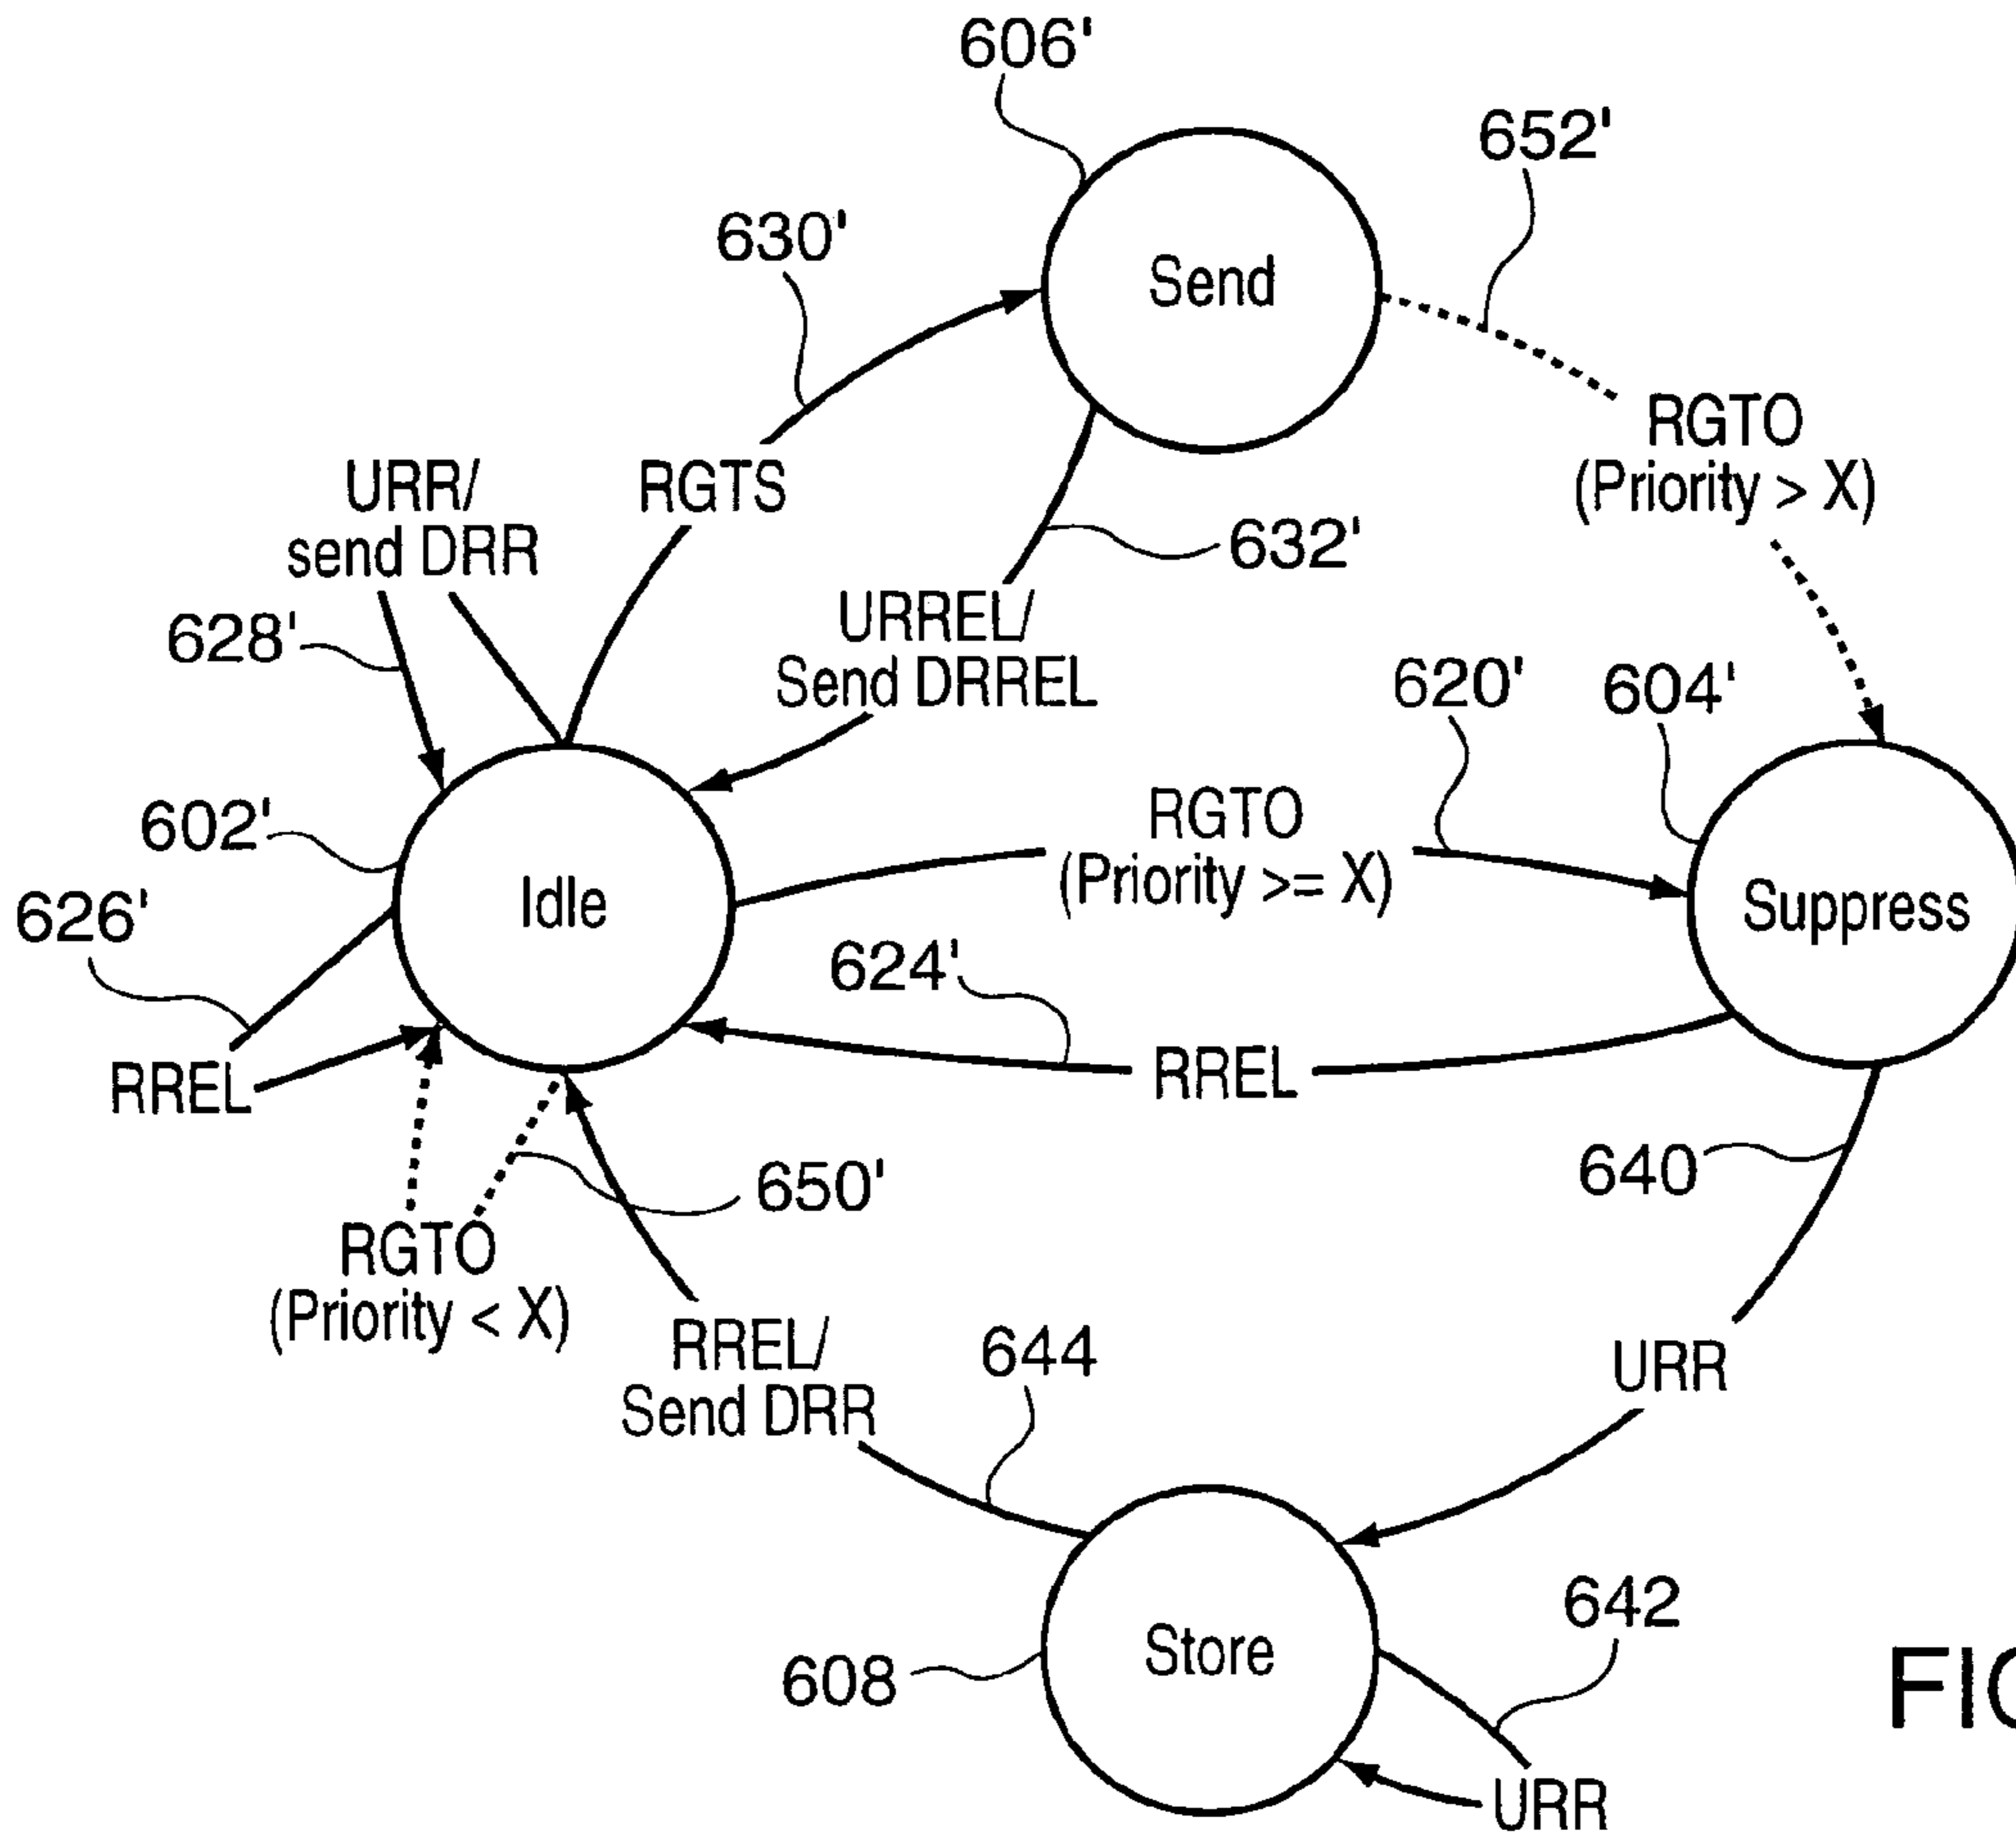 606'
652'
630'
Send
RGTO
(Priority > X)
URR/
send DRR
RGTS
632'
628'
URREL/
Send DRREL
620'
604'
602'
RGTO
(Priority >= X)
Idle
Suppress
626'
624'
RREL
RREL
640
650'
RGTO
(Priority < X)
RREL/
Send DRR
644
URR
642
608
Store
URR